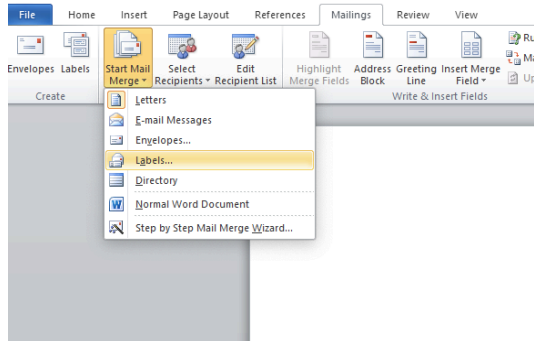 File Home Insert Page Layout References Mailings Review View
Envelopes Labels Start Mail Merge Select Recipients Edit Recipient List Highlight Merge Fields Address Block Greeting Line Insert Merge Field
Create Write & Insert Fields
Letters
E-mail Messages
Envelopes...
Labels...
Directory
Normal Word Document
Step by Step Mail Merge Wizard...